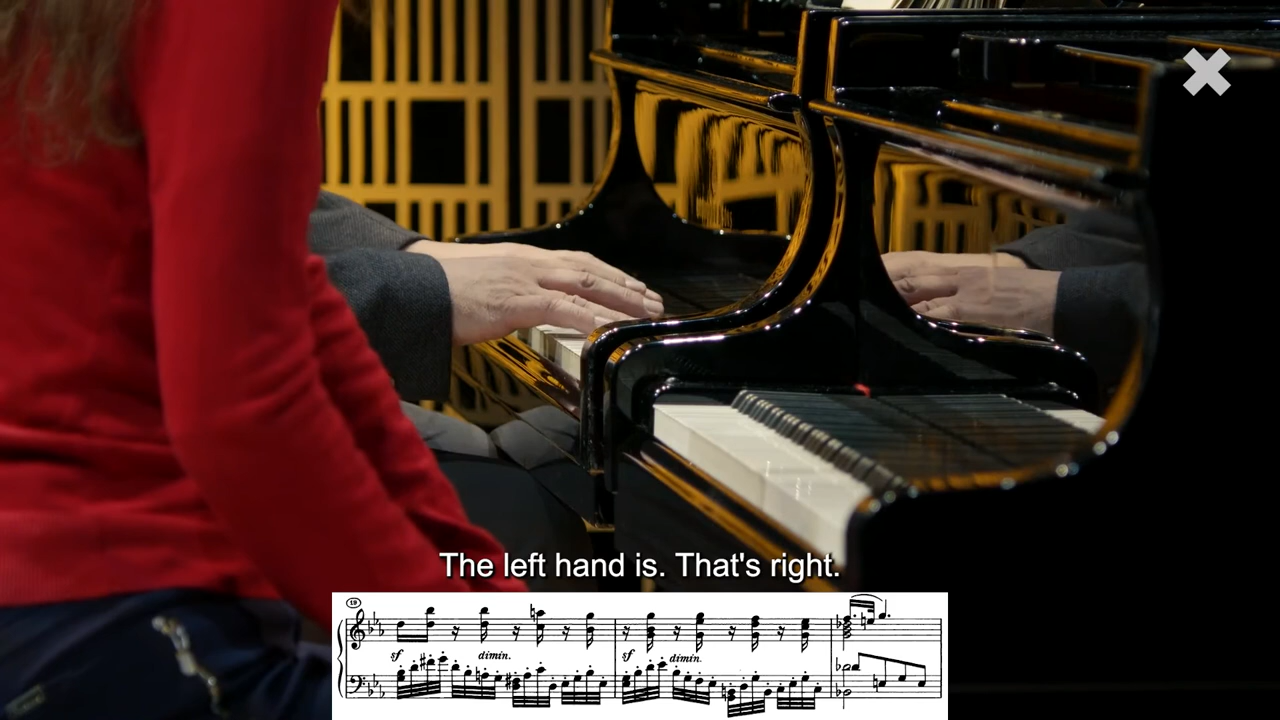 The left hand is. That's right.
19
sf dimin. sf dimin.